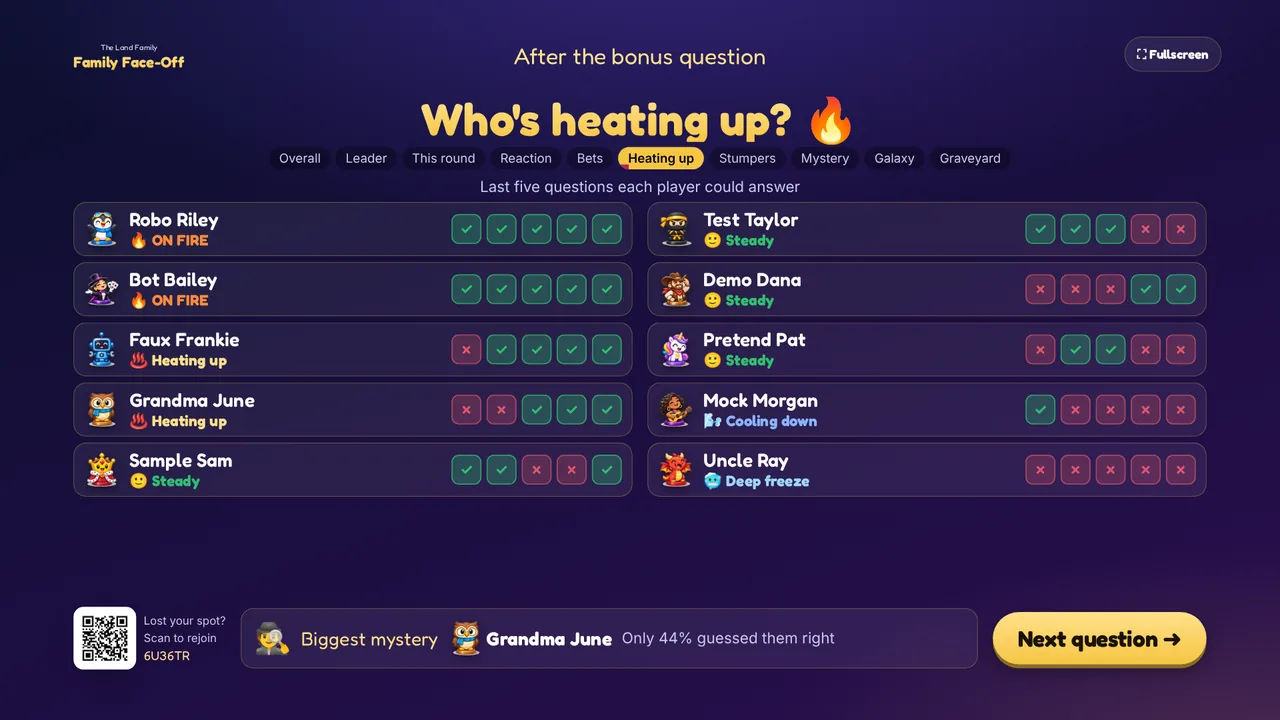 The Land Family
Family Face-Off
After the bonus question
Fullscreen
Who's heating up? 🔥
Overall Leader This round Reaction Bets Heating up Stumpers Mystery Galaxy Graveyard
Last five questions each player could answer
Robo Riley
🔥 ON FIRE
Bot Bailey
🔥 ON FIRE
Faux Frankie
♨️ Heating up
Grandma June
♨️ Heating up
Sample Sam
🙂 Steady
Test Taylor
🙂 Steady
Demo Dana
🙂 Steady
Pretend Pat
🙂 Steady
Mock Morgan
🌬️ Cooling down
Uncle Ray
🥶 Deep freeze
Lost your spot?
Scan to rejoin
6U36TR
Biggest mystery Grandma June Only 44% guessed them right
Next question →